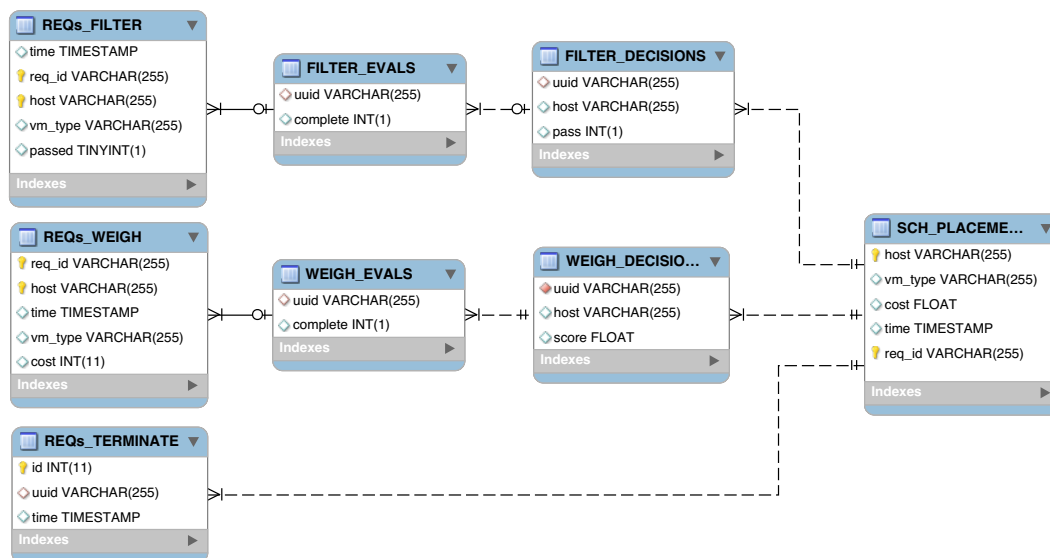 REQs_FILTER
time TIMESTAMP
req_id VARCHAR(255)
host VARCHAR(255)
vm_type VARCHAR(255)
passed TINYINT(1)
Indexes
FILTER_EVALS
uuid VARCHAR(255)
complete INT(1)
Indexes
FILTER_DECISIONS
uuid VARCHAR(255)
host VARCHAR(255)
pass INT(1)
Indexes
REQs_WEIGH
req_id VARCHAR(255)
host VARCHAR(255)
time TIMESTAMP
vm_type VARCHAR(255)
cost INT(11)
Indexes
WEIGH_EVALS
uuid VARCHAR(255)
complete INT(1)
Indexes
WEIGH_DECISIO...
uuid VARCHAR(255)
host VARCHAR(255)
score FLOAT
Indexes
SCH_PLACEME...
host VARCHAR(255)
vm_type VARCHAR(255)
cost FLOAT
time TIMESTAMP
req_id VARCHAR(255)
Indexes
REQs_TERMINATE
id INT(11)
uuid VARCHAR(255)
time TIMESTAMP
Indexes